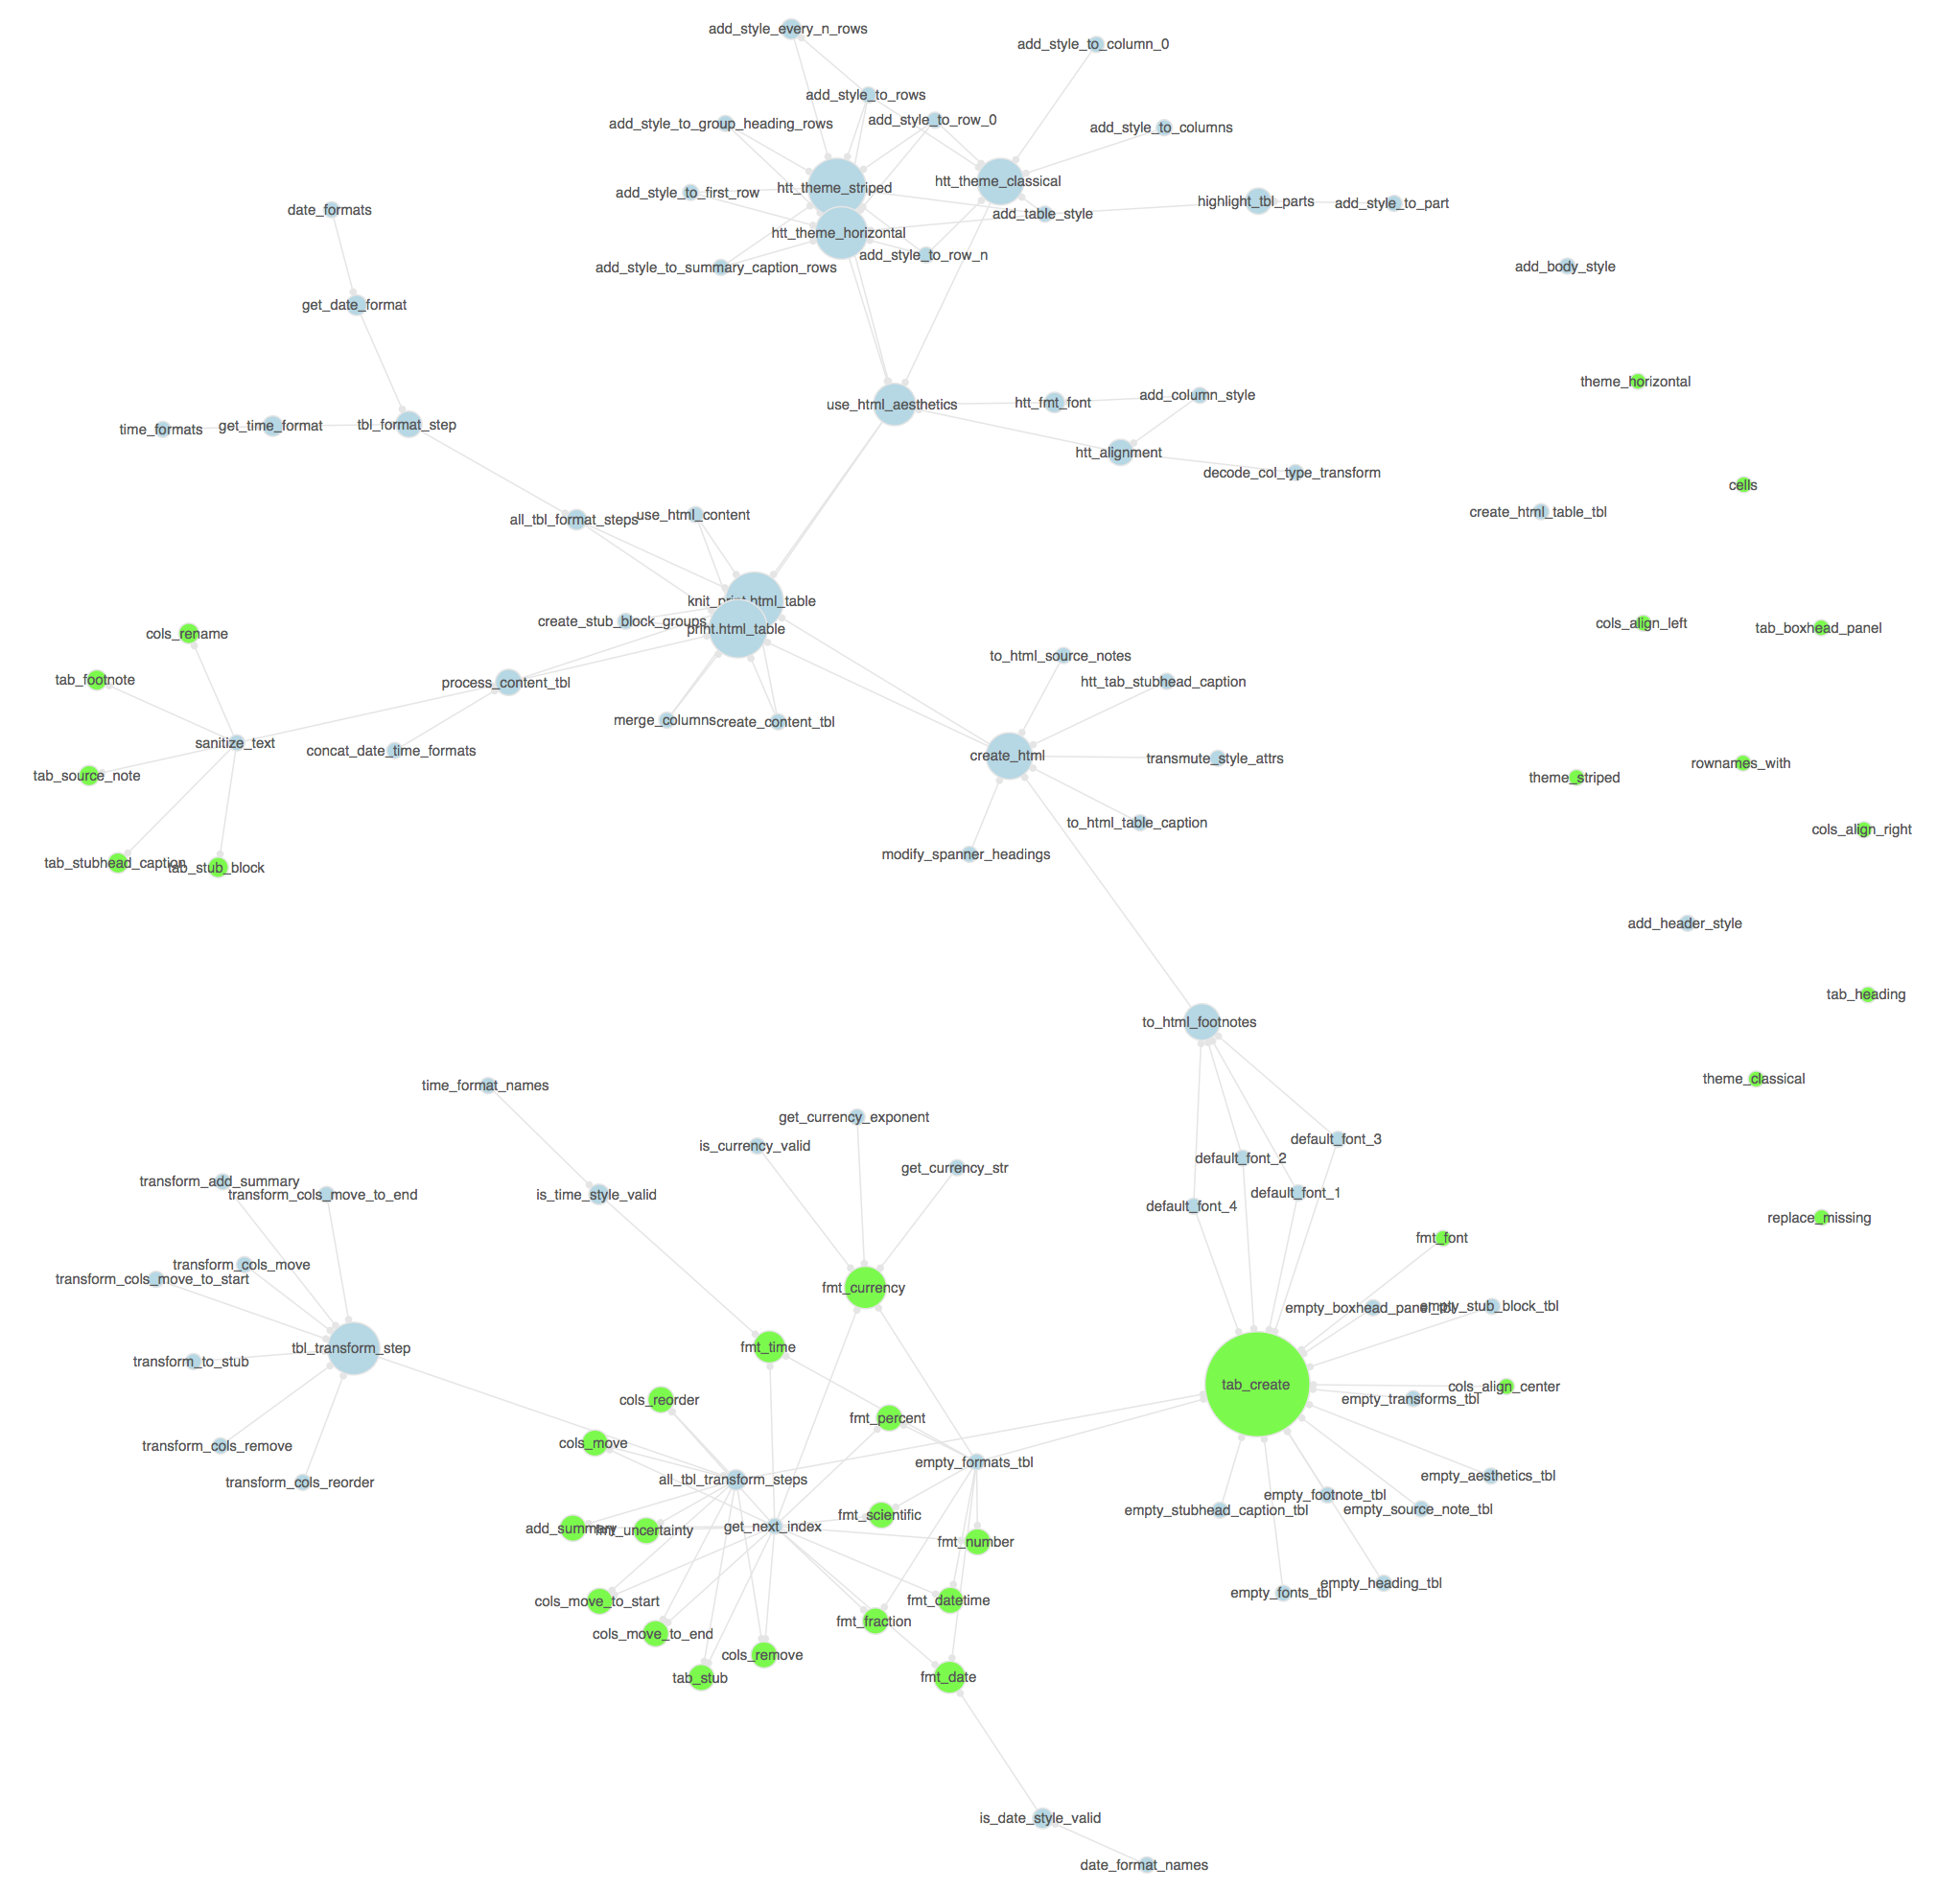 add_style_every_n_rows
add_style_to_column_0
add_style_to_rows
add_style_to_group_heading_rows
add_style_to_row_0
add_style_to_columns
htt_theme_striped
htt_theme_classical
add_style_to_first_row
highlight_tbl_parts
add_style_to_part
date_formats
add_table_style
htt_theme_horizontal
add_style_to_row_n
add_style_to_summary_caption_rows
add_body_style
get_date_format
theme_horizontal
add_column_style
use_html_aesthetics
htt_fmt_font
time_formats
get_time_format
tbl_format_step
htt_alignment
decode_col_type_transform
cells
create_html_table_tbl
all_tbl_format_steps
use_html_content
knit_print.html_table
create_stub_block_groups
print.html_table
cols_align_left
tab_boxhead_panel
cols_rename
to_html_source_notes
tab_footnote
process_content_tbl
htt_tab_stubhead_caption
merge_columns
create_content_tbl
sanitize_text
concat_date_time_formats
create_html
transmute_style_attrs
rownames_with
tab_source_note
theme_striped
to_html_table_caption
cols_align_right
modify_spanner_headings
tab_stubhead_caption
tab_stub_block
add_header_style
tab_heading
to_html_footnotes
theme_classical
time_format_names
get_currency_exponent
is_currency_valid
default_font_3
default_font_2
get_currency_str
transform_add_summary
transform_cols_move_to_end
is_time_style_valid
default_font_1
default_font_4
replace_missing
fmt_font
transform_cols_move
transform_cols_move_to_start
fmt_currency
empty_boxhead_panel_tbl
empty_stub_block_tbl
tbl_transform_step
fmt_time
transform_to_stub
tab_create
cols_align_center
empty_transforms_tbl
cols_reorder
fmt_percent
transform_cols_remove
cols_move
empty_formats_tbl
transform_cols_reorder
all_tbl_transform_steps
empty_aesthetics_tbl
empty_footnote_tbl
empty_stubhead_caption_tbl
empty_source_note_tbl
add_summary
fmt_uncertainty
get_next_index
fmt_scientific
fmt_number
empty_fonts_tbl
empty_heading_tbl
cols_move_to_start
fmt_datetime
fmt_fraction
cols_move_to_end
cols_remove
tab_stub
fmt_date
is_date_style_valid
date_format_names